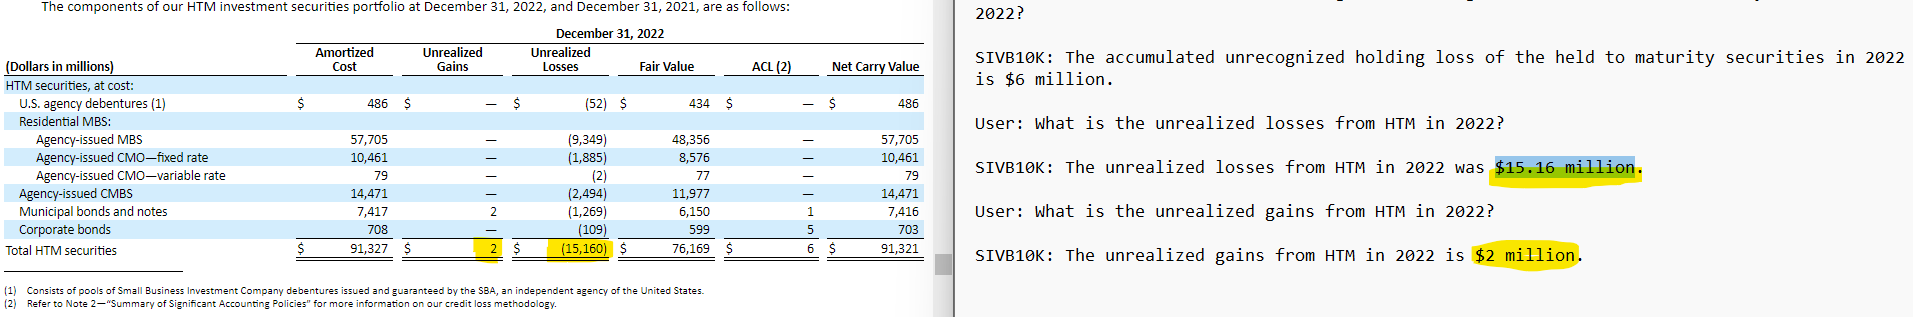 The components of our HTM investment securities portfolio at December 31, 2022, and December 31, 2021, are as follows:
December 31, 2022
(Dollars in millions) Amortized Cost Unrealized Gains Unrealized Losses Fair Value ACL (2) Net Carry Value
HTM securities, at cost:
U.S. agency debentures (1) $ 486 $ — $ (52) $ 434 $ — $ 486
Residential MBS:
Agency-issued MBS 57,705 — (9,349) 48,356 — 57,705
Agency-issued CMO—fixed rate 10,461 — (1,885) 8,576 — 10,461
Agency-issued CMO—variable rate 79 — (2) 77 — 79
Agency-issued CMBS 14,471 — (2,494) 11,977 — 14,471
Municipal bonds and notes 7,417 2 (1,269) 6,150 1 7,416
Corporate bonds 708 — (109) 599 5 703
Total HTM securities $ 91,327 $ 2 $ (15,160) $ 76,169 $ 6 $ 91,321
(1) Consists of pools of Small Business Investment Company debentures issued and guaranteed by the SBA, an independent agency of the United States.
(2) Refer to Note 2—“Summary of Significant Accounting Policies” for more information on our credit loss methodology.
2022?
SIVB10K: The accumulated unrecognized holding loss of the held to maturity securities in 2022
is $6 million.
User: What is the unrealized losses from HTM in 2022?
SIVB10K: The unrealized losses from HTM in 2022 was $15.16 million.
User: What is the unrealized gains from HTM in 2022?
SIVB10K: The unrealized gains from HTM in 2022 is $2 million.